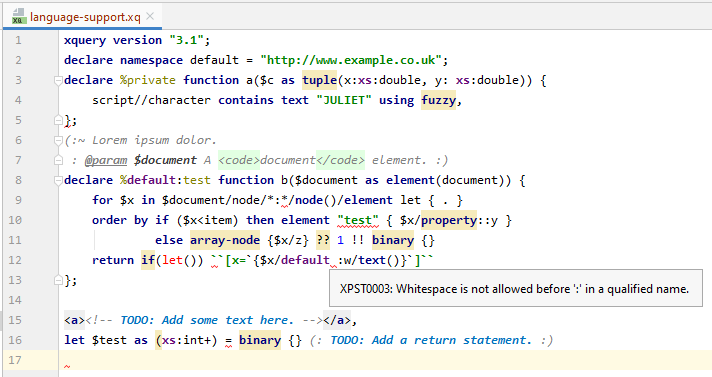 language-support.xq
1 xquery version "3.1";
2 declare namespace default = "http://www.example.co.uk";
3 declare %private function a($c as tuple(x:xs:double, y: xs:double)) {
4 script//character contains text "JULIET" using fuzzy,
5 };
6 (:~ Lorem ipsum dolor.
7 : @param $document A <code>document</code> element. :)
8 declare %default:test function b($document as element(document)) {
9 for $x in $document/node/*:*/node()/element let { . }
10 order by if ($x<item) then element "test" { $x/property::y }
11 else array-node {$x/z} ?? 1 !! binary {}
12 return if(let()) ``[x=`{$x/default :w/text()}`]``
13 };
XPST0003: Whitespace is not allowed before ':' in a qualified name.
14
15 <a><!-- TODO: Add some text here. --></a>,
16 let $test as (xs:int+) = binary {} (: TODO: Add a return statement. :)
17